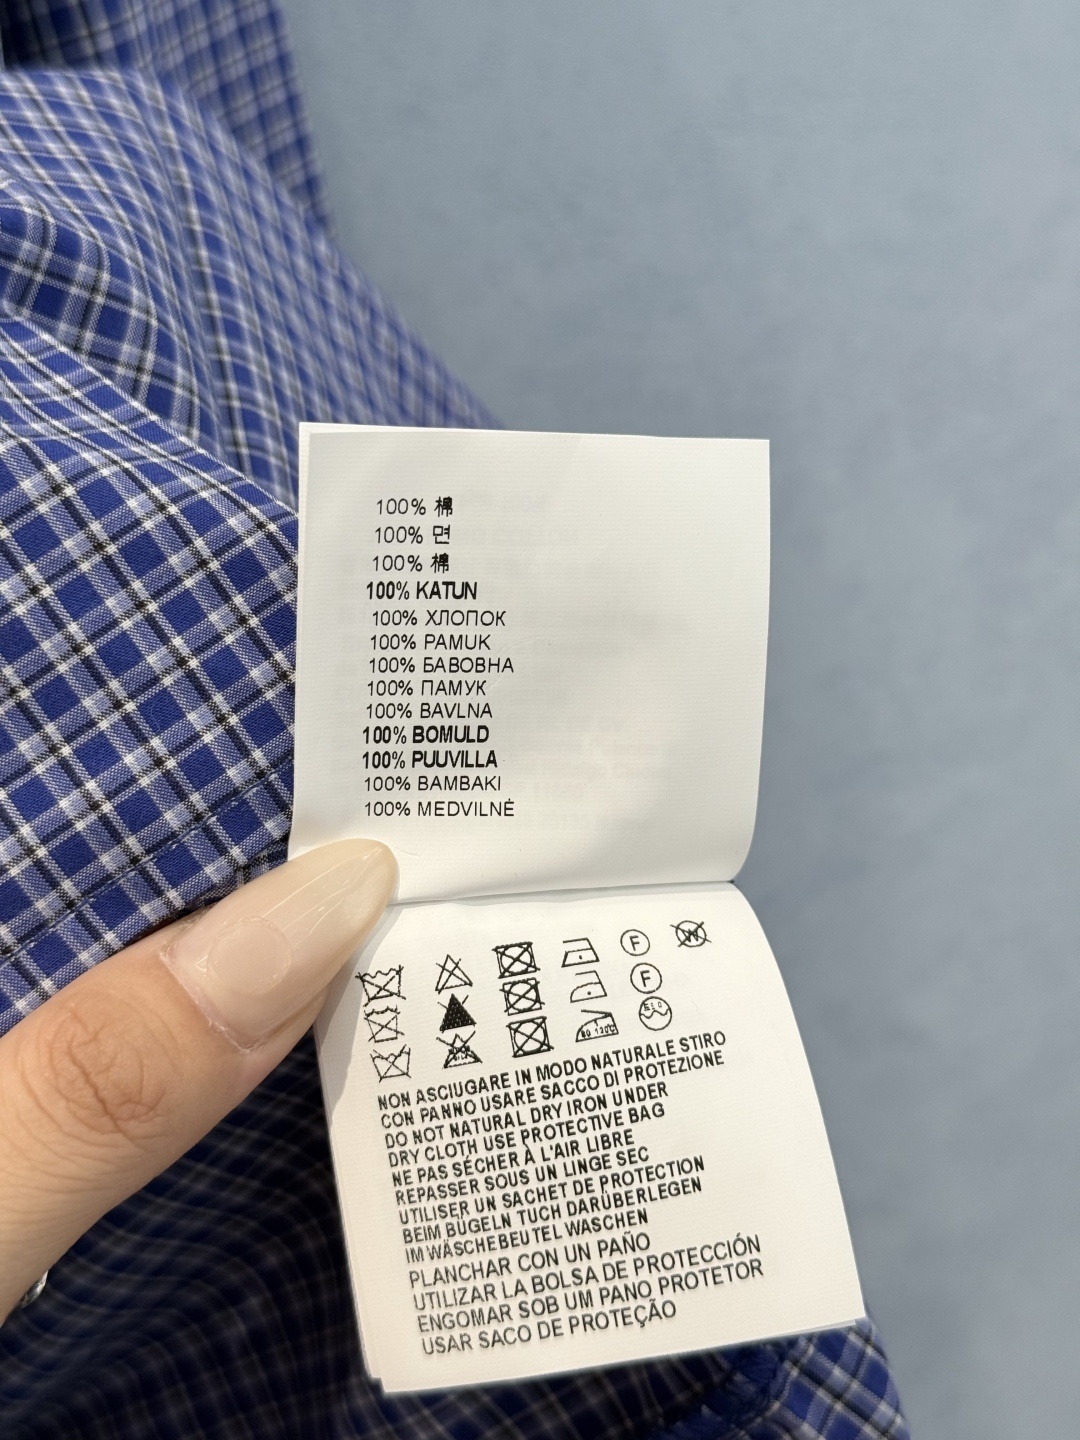 100% 棉
100% 면
100% 棉
100% KATUN
100% ХЛОПОК
100% PAMUK
100% БАВОВНА
100% ПАМУК
100% BAVLNA
100% BOMULD
100% PUUVILLA
100% BAMBAKI
100% MEDVILNĖ
F W
F
NON ASCIUGARE IN MODO NATURALE STIRO
CON PANNO USARE SACCO DI PROTEZIONE
DO NOT NATURAL DRY IRON UNDER
DRY CLOTH USE PROTECTIVE BAG
NE PAS SÉCHER À L'AIR LIBRE
REPASSER SOUS UN LINGE SEC
UTILISER UN SACHET DE PROTECTION
BEIM BÜGELN TUCH DARÜBERLEGEN
IM WÄSCHEBEUTEL WASCHEN
PLANCHAR CON UN PAÑO
UTILIZAR LA BOLSA DE PROTECCIÓN
ENGOMAR SOB UM PANO PROTETOR
USAR SACO DE PROTEÇÃO